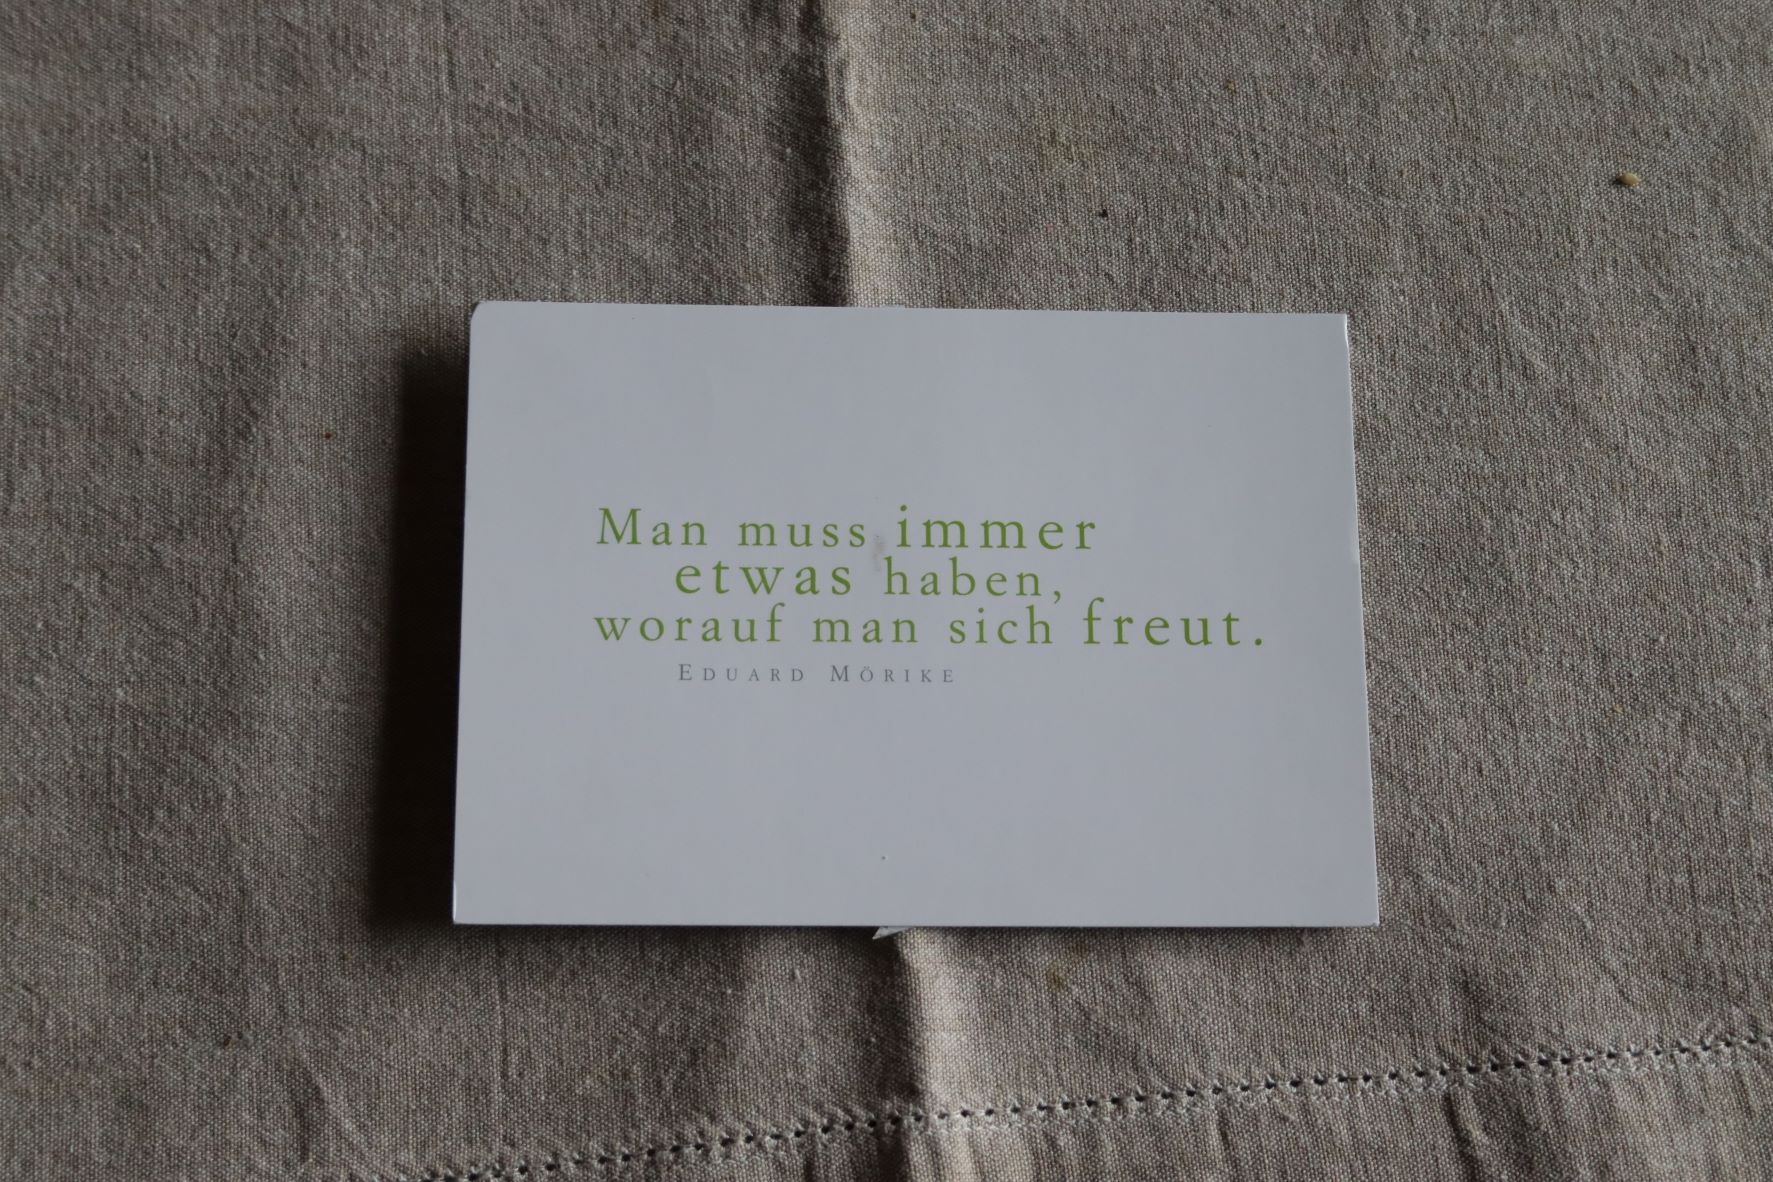 Man muss immer
etwas haben,
worauf man sich freut.
EDUARD MÖRIKE